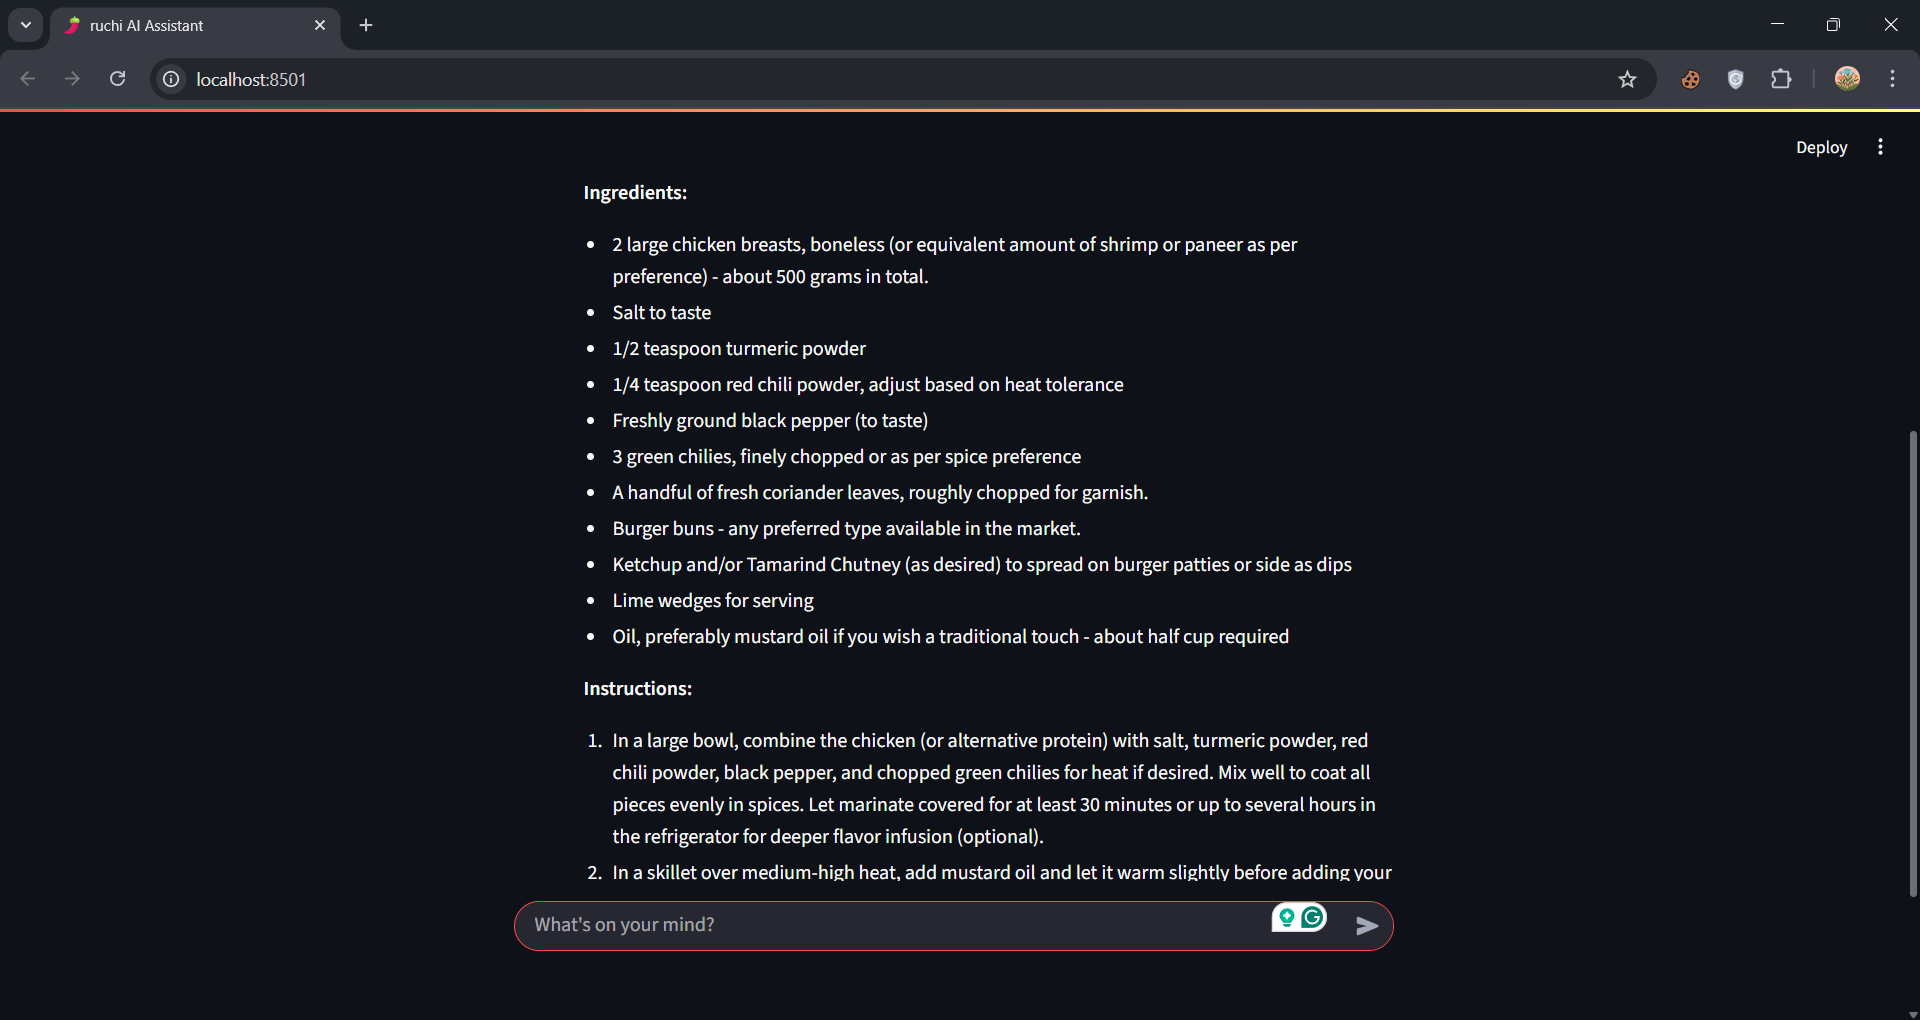 ruchi AI Assistant
localhost:8501
Deploy
Ingredients:
• 2 large chicken breasts, boneless (or equivalent amount of shrimp or paneer as per
preference) - about 500 grams in total.
• Salt to taste
• 1/2 teaspoon turmeric powder
• 1/4 teaspoon red chili powder, adjust based on heat tolerance
• Freshly ground black pepper (to taste)
• 3 green chilies, finely chopped or as per spice preference
• A handful of fresh coriander leaves, roughly chopped for garnish.
• Burger buns - any preferred type available in the market.
• Ketchup and/or Tamarind Chutney (as desired) to spread on burger patties or side as dips
• Lime wedges for serving
• Oil, preferably mustard oil if you wish a traditional touch - about half cup required
Instructions:
1. In a large bowl, combine the chicken (or alternative protein) with salt, turmeric powder, red
chili powder, black pepper, and chopped green chilies for heat if desired. Mix well to coat all
pieces evenly in spices. Let marinate covered for at least 30 minutes or up to several hours in
the refrigerator for deeper flavor infusion (optional).
2. In a skillet over medium-high heat, add mustard oil and let it warm slightly before adding your
What's on your mind?